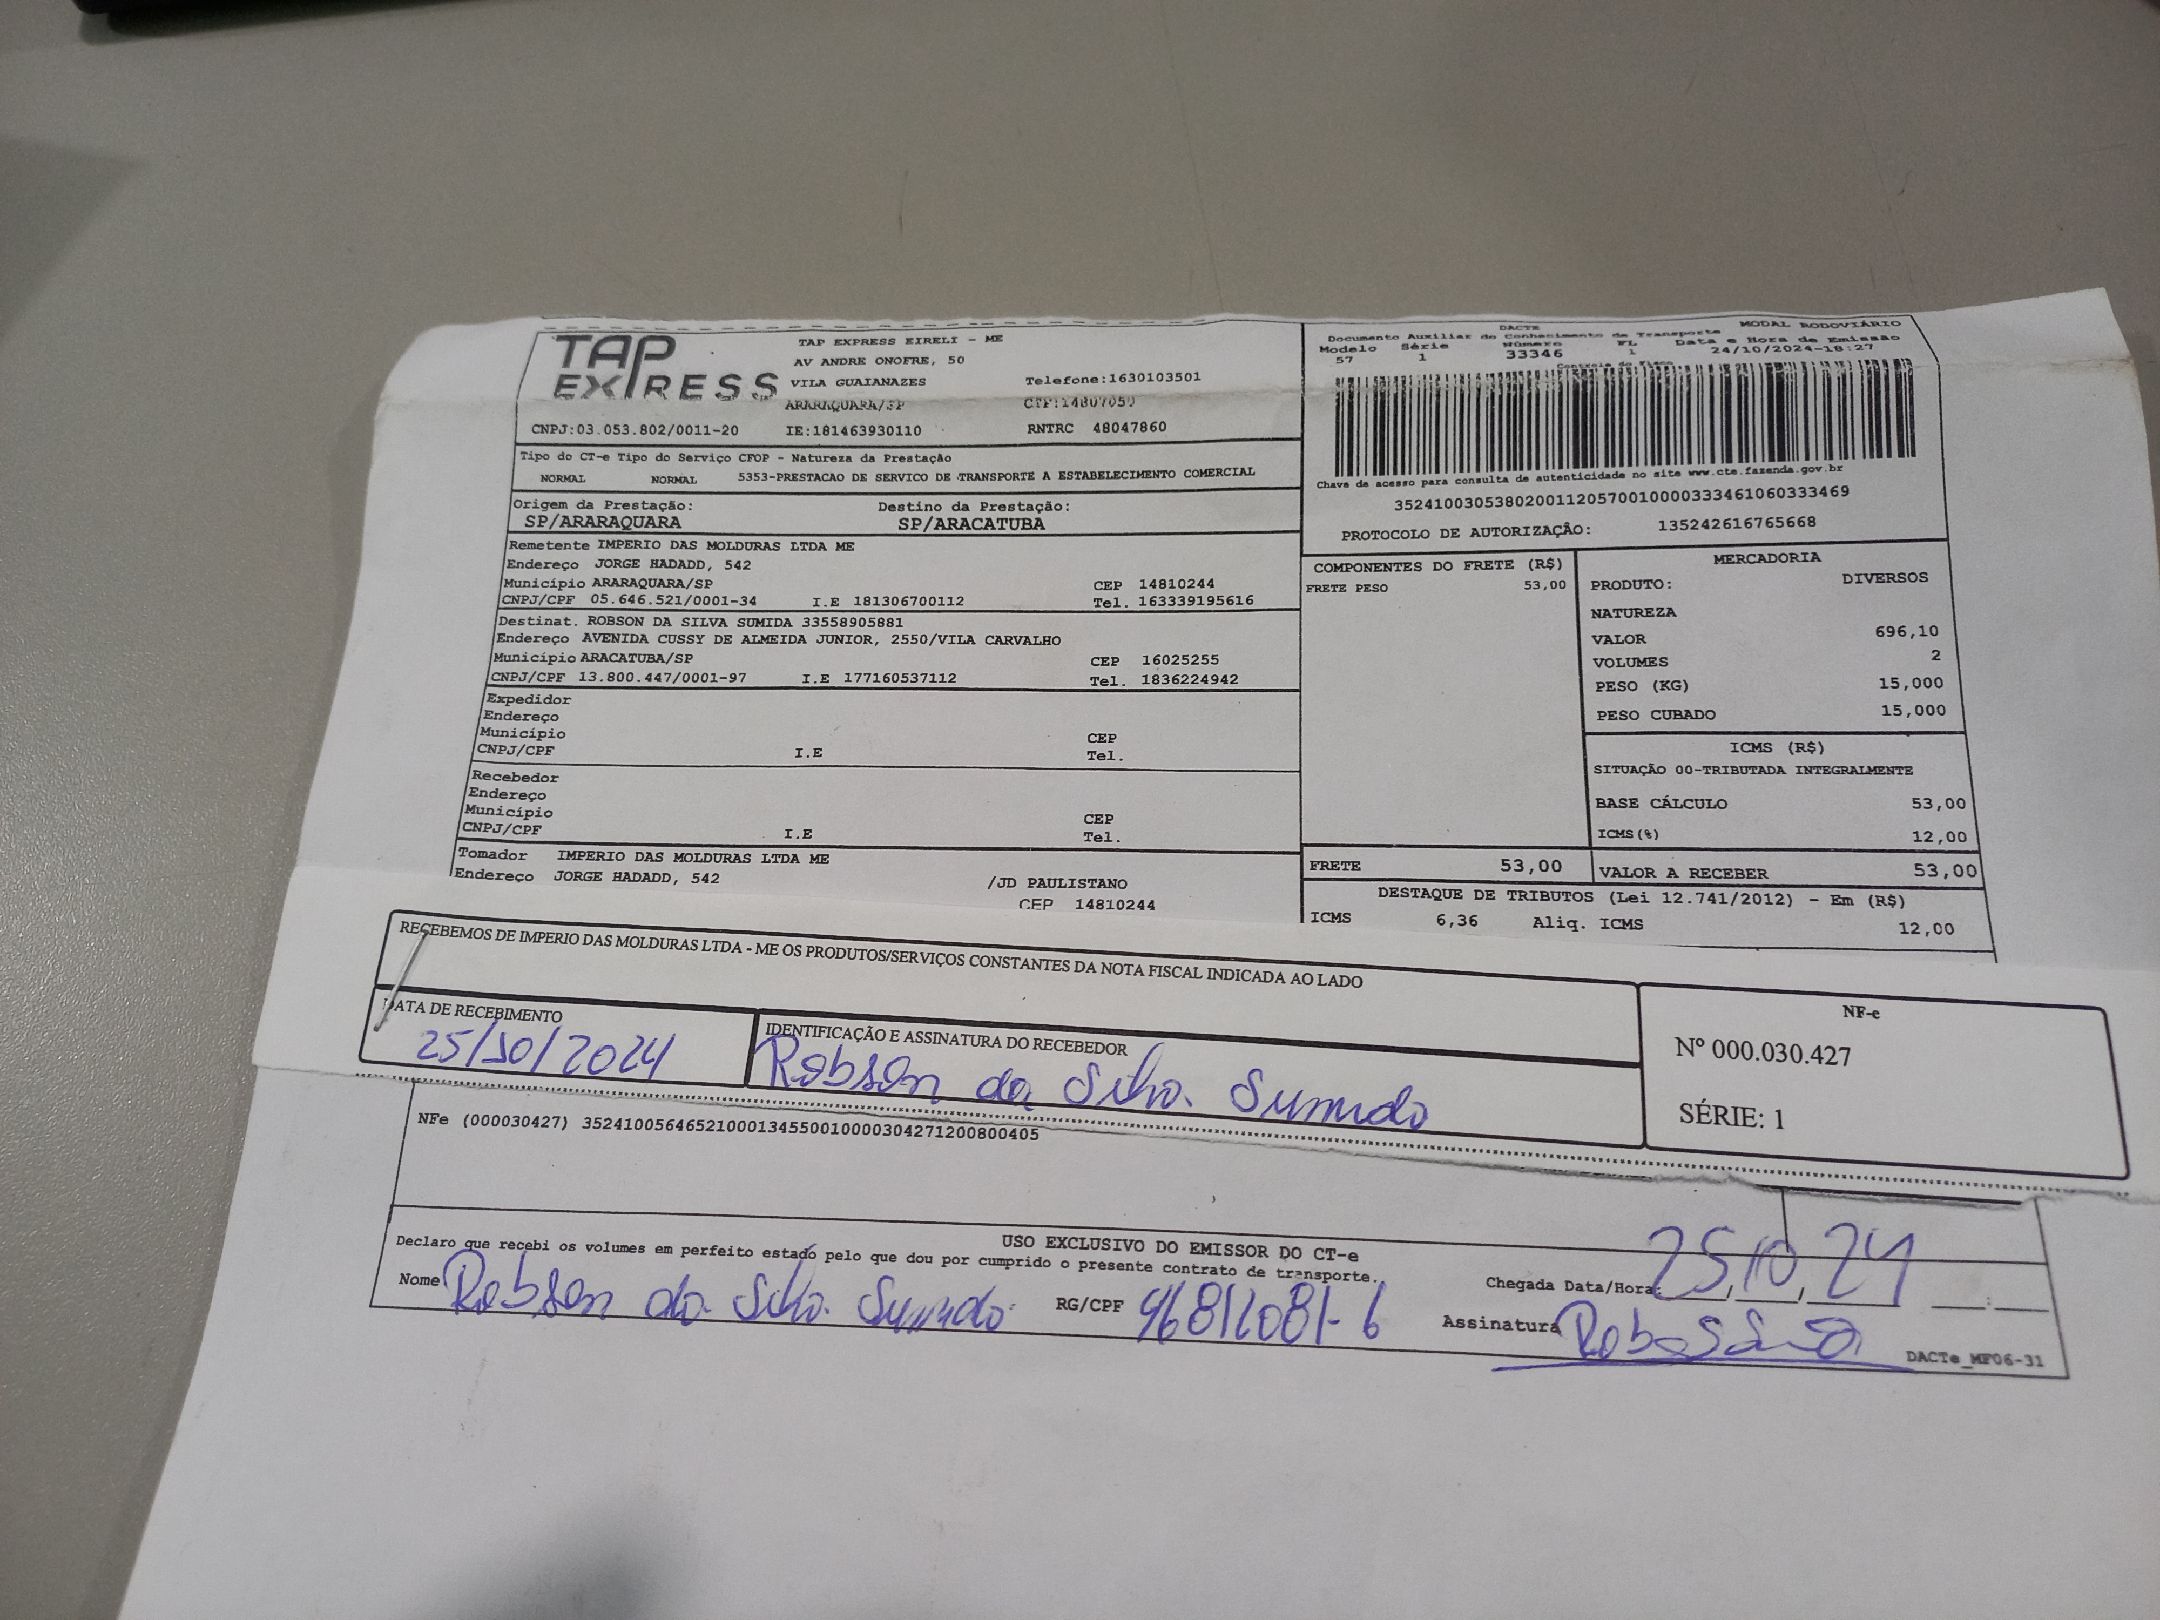 TAP EXPRESS
TAP EXPRESS EIRELI - ME
AV ANDRE ONOFRE, 50
VILA GUAIANAZES Telefone:1630103501
ARARAQUARA/SP CEP:14807059
CNPJ:03.053.802/0011-20 IE:181463930110 RNTRC 48047860
Tipo do CT-e Tipo do Serviço CFOP - Natureza da Prestação
NORMAL NORMAL 5353-PRESTACAO DE SERVICO DE TRANSPORTE A ESTABELECIMENTO COMERCIAL
Origem da Prestação: Destino da Prestação:
SP/ARARAQUARA SP/ARACATUBA
Remetente IMPERIO DAS MOLDURAS LTDA ME
Endereço JORGE HADADD, 542
Município ARARAQUARA/SP CEP 14810244
CNPJ/CPF 05.646.521/0001-34 I.E 181306700112 Tel. 163339195616
Destinat. ROBSON DA SILVA SUMIDA 33558905881
Endereço AVENIDA CUSSY DE ALMEIDA JUNIOR, 2550/VILA CARVALHO
Município ARACATUBA/SP CEP 16025255
CNPJ/CPF 13.800.447/0001-97 I.E 177160537112 Tel. 1836224942
Expedidor
Endereço
Município CEP
CNPJ/CPF I.E Tel.
Recebedor
Endereço
Município CEP
CNPJ/CPF I.E Tel.
Tomador IMPERIO DAS MOLDURAS LTDA ME
Endereço JORGE HADADD, 542 /JD PAULISTANO
CEP 14810244
DACTE MODAL RODOVIÁRIO
Documento Auxiliar do Conhecimento de Transporte
Modelo Série Número FL Data e Hora de Emissão
57 1 33346 1 24/10/2024-18:27
Controle do Fisco
Chave de acesso para consulta de autenticidade no site www.cte.fazenda.gov.br
35241003053802001120570010000333461060333469
PROTOCOLO DE AUTORIZAÇÃO: 135242616765668
COMPONENTES DO FRETE (R$)
FRETE PESO 53,00
MERCADORIA
PRODUTO: DIVERSOS
NATUREZA
VALOR 696,10
VOLUMES 2
PESO (KG) 15,000
PESO CUBADO 15,000
ICMS (R$)
SITUAÇÃO 00-TRIBUTADA INTEGRALMENTE
BASE CÁLCULO 53,00
ICMS(%) 12,00
FRETE 53,00 VALOR A RECEBER 53,00
DESTAQUE DE TRIBUTOS (Lei 12.741/2012) - Em (R$)
ICMS 6,36 Aliq. ICMS 12,00
RECEBEMOS DE IMPERIO DAS MOLDURAS LTDA - ME OS PRODUTOS/SERVIÇOS CONSTANTES DA NOTA FISCAL INDICADA AO LADO
DATA DE RECEBIMENTO
25/10/2024
IDENTIFICAÇÃO E ASSINATURA DO RECEBEDOR
Robson da Silva Sumida
NF-e
Nº 000.030.427
SÉRIE: 1
NFe (000030427) 35241005646521000134550010000304271200800405
USO EXCLUSIVO DO EMISSOR DO CT-e
Declaro que recebi os volumes em perfeito estado pelo que dou por cumprido o presente contrato de transporte.
Nome Robson da Silva Sumida RG/CPF Chegada Data/Hora: 25,10,24
Assinatura
DACTe_MF06-31